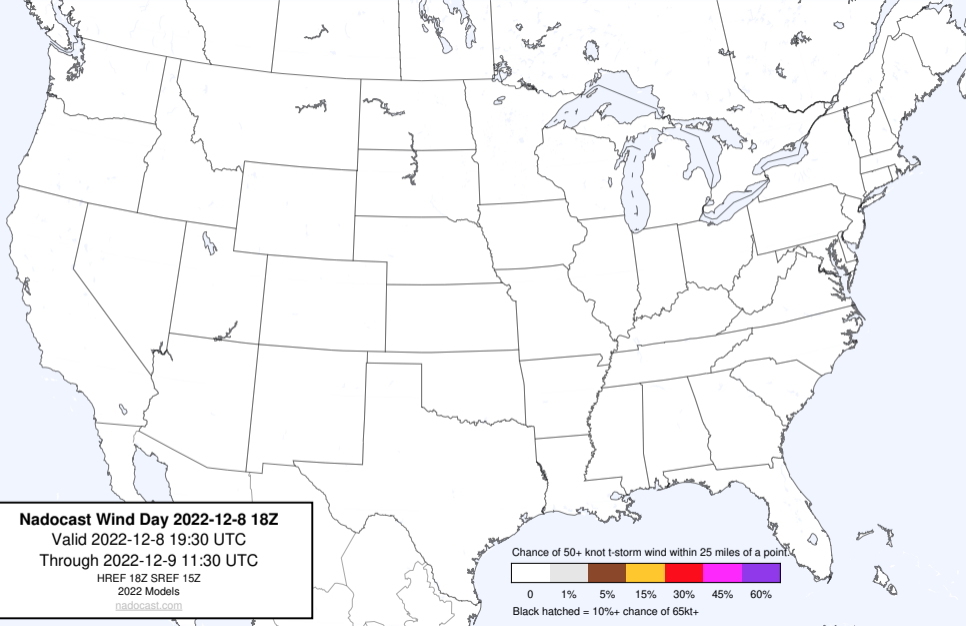 Nadocast Wind Day 2022-12-8 18Z
Valid 2022-12-8 19:30 UTC
Through 2022-12-9 11:30 UTC
HREF 18Z SREF 15Z
2022 Models
nadocast.com
Chance of 50+ knot t-storm wind within 25 miles of a point.
0 1% 5% 15% 30% 45% 60%
Black hatched = 10%+ chance of 65kt+